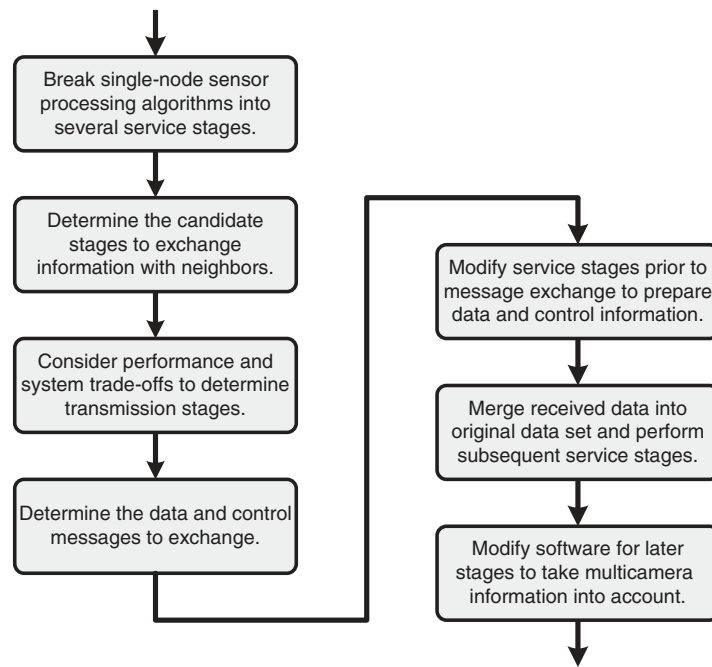 Break single-node sensor
processing algorithms into
several service stages.
Determine the candidate
stages to exchange
information with neighbors.
Consider performance and
system trade-offs to determine
transmission stages.
Determine the data and control
messages to exchange.
Modify service stages prior to
message exchange to prepare
data and control information.
Merge received data into
original data set and perform
subsequent service stages.
Modify software for later
stages to take multicamera
information into account.